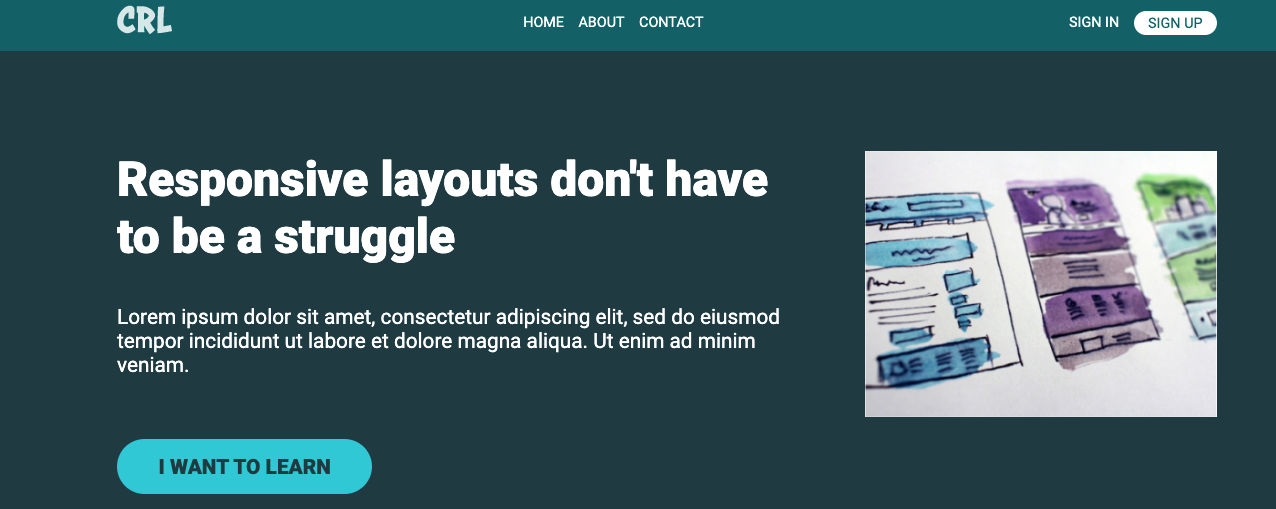 CRL
HOME ABOUT CONTACT
SIGN IN SIGN UP
Responsive layouts don't have
to be a struggle
Lorem ipsum dolor sit amet, consectetur adipiscing elit, sed do eiusmod
tempor incididunt ut labore et dolore magna aliqua. Ut enim ad minim
veniam.
I WANT TO LEARN